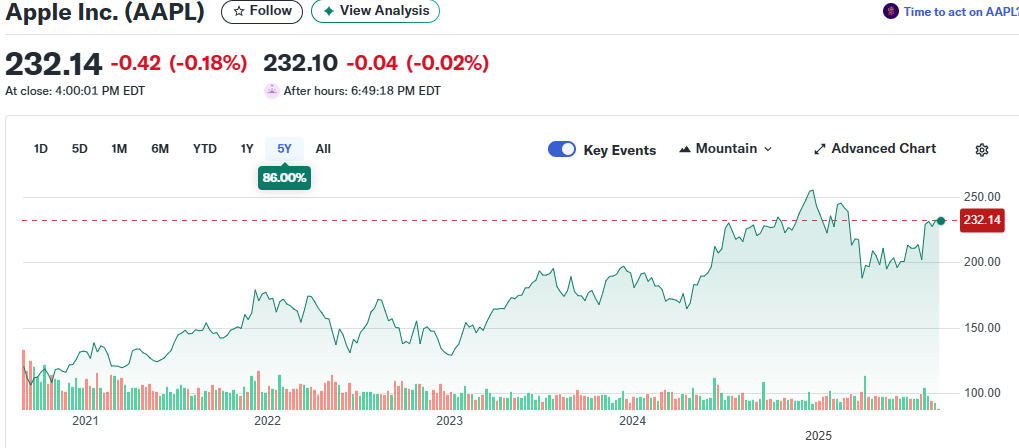 Apple Inc. (AAPL) Follow View Analysis Time to act on AAPL?
232.14 -0.42 (-0.18%) 232.10 -0.04 (-0.02%)
At close: 4:00:01 PM EDT After hours: 6:49:18 PM EDT
1D 5D 1M 6M YTD 1Y 5Y All Key Events Mountain Advanced Chart
86.00%
250.00
232.14
200.00
150.00
100.00
2021 2022 2023 2024
2025